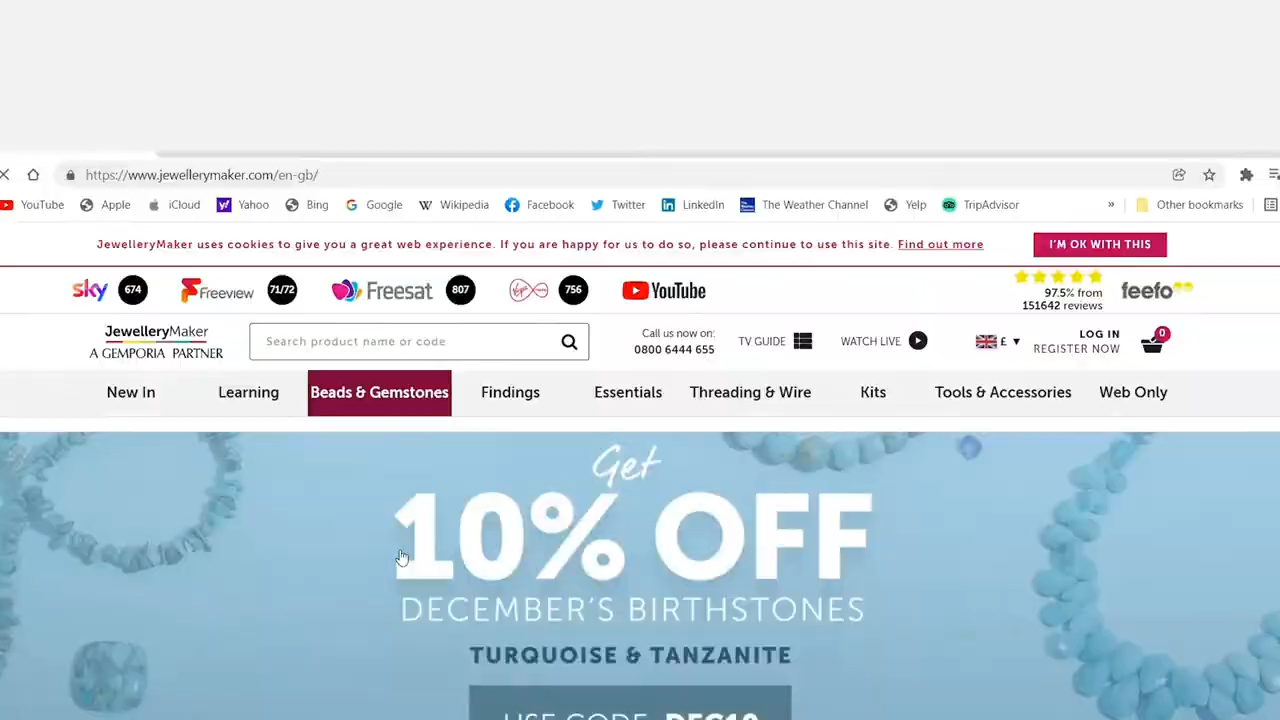 https://www.jewellerymaker.com/en-gb/
YouTube Apple iCloud Yahoo Bing Google Wikipedia Facebook Twitter LinkedIn The Weather Channel Yelp TripAdvisor » Other bookmarks
JewelleryMaker uses cookies to give you a great web experience. If you are happy for us to do so, please continue to use this site. Find out more I'M OK WITH THIS
sky 674 Freeview 71/72 Freesat 807 Virgin 756 YouTube 97.5% from 151642 reviews feefo
JewelleryMaker
A GEMPORIA PARTNER
Search product name or code
Call us now on:
0800 6444 655
TV GUIDE
WATCH LIVE
£ ▼
LOG IN
REGISTER NOW
0
New In Learning Beads & Gemstones Findings Essentials Threading & Wire Kits Tools & Accessories Web Only
Get
10% OFF
DECEMBER'S BIRTHSTONES
TURQUOISE & TANZANITE
USE CODE DEC10